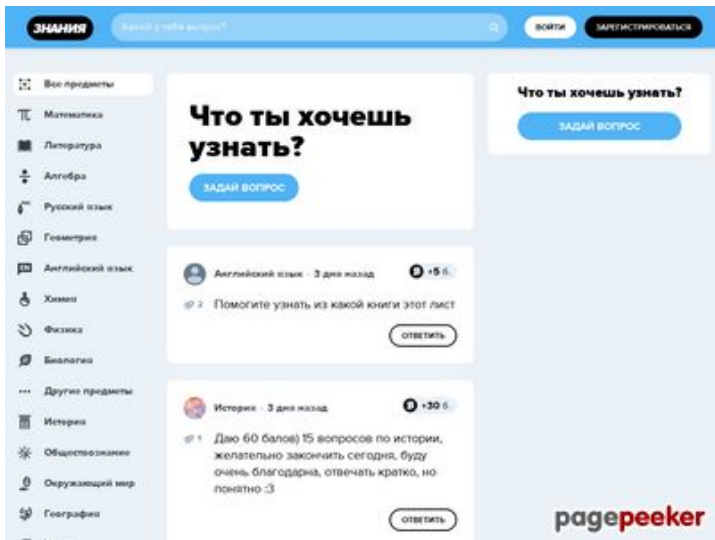 ЗНАНИЯ
Какой у тебя вопрос?
ВОЙТИ
ЗАРЕГИСТРИРОВАТЬСЯ
Все предметы
Математика
Литература
Алгебра
Русский язык
Геометрия
Английский язык
Химия
Физика
Биология
Другие предметы
История
Обществознание
Окружающий мир
География
Что ты хочешь
узнать?
ЗАДАЙ ВОПРОС
Английский язык · 3 дня назад
+5 б.
2
Помогите узнать из какой книги этот лист
ОТВЕТИТЬ
История · 3 дня назад
+30 б.
1
Даю 60 балов) 15 вопросов по истории,
желательно закончить сегодня, буду
очень благодарна, отвечать кратко, но
понятно :3
ОТВЕТИТЬ
Что ты хочешь узнать?
ЗАДАЙ ВОПРОС
pagepeeker